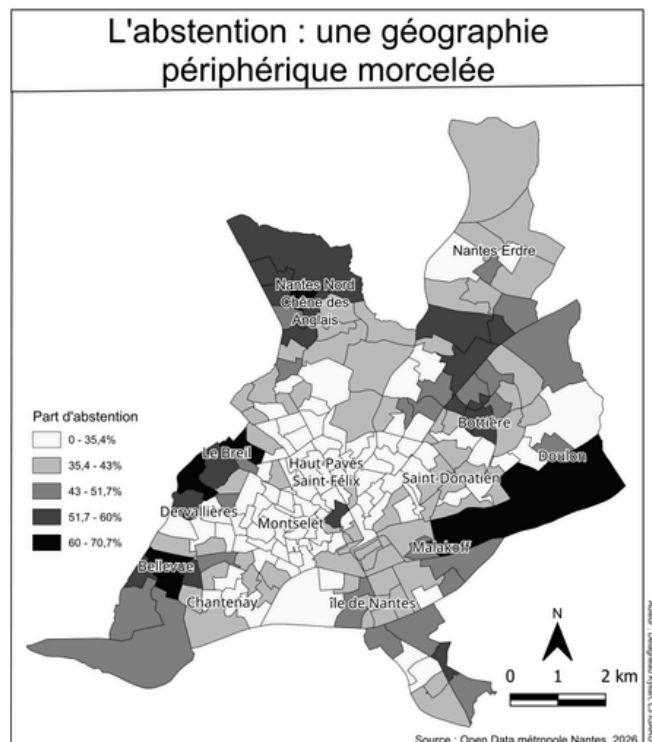 L'abstention : une géographie
périphérique morcelée
Nantes Erdre
Nantes Nord
Chêne des
Anglais
Part d'abstention
0 - 35,4%
35,4 - 43%
43 - 51,7%
51,7 - 60%
60 - 70,7%
Bottière
Le Breil
Haut-Pavés
Saint-Félix
Saint-Donatien
Doulon
Dervallières
Montselet
Malakoff
Bellevue
Chantenay
île de Nantes
N
0 1 2 km
Source : Open Data métropole Nantes, 2026